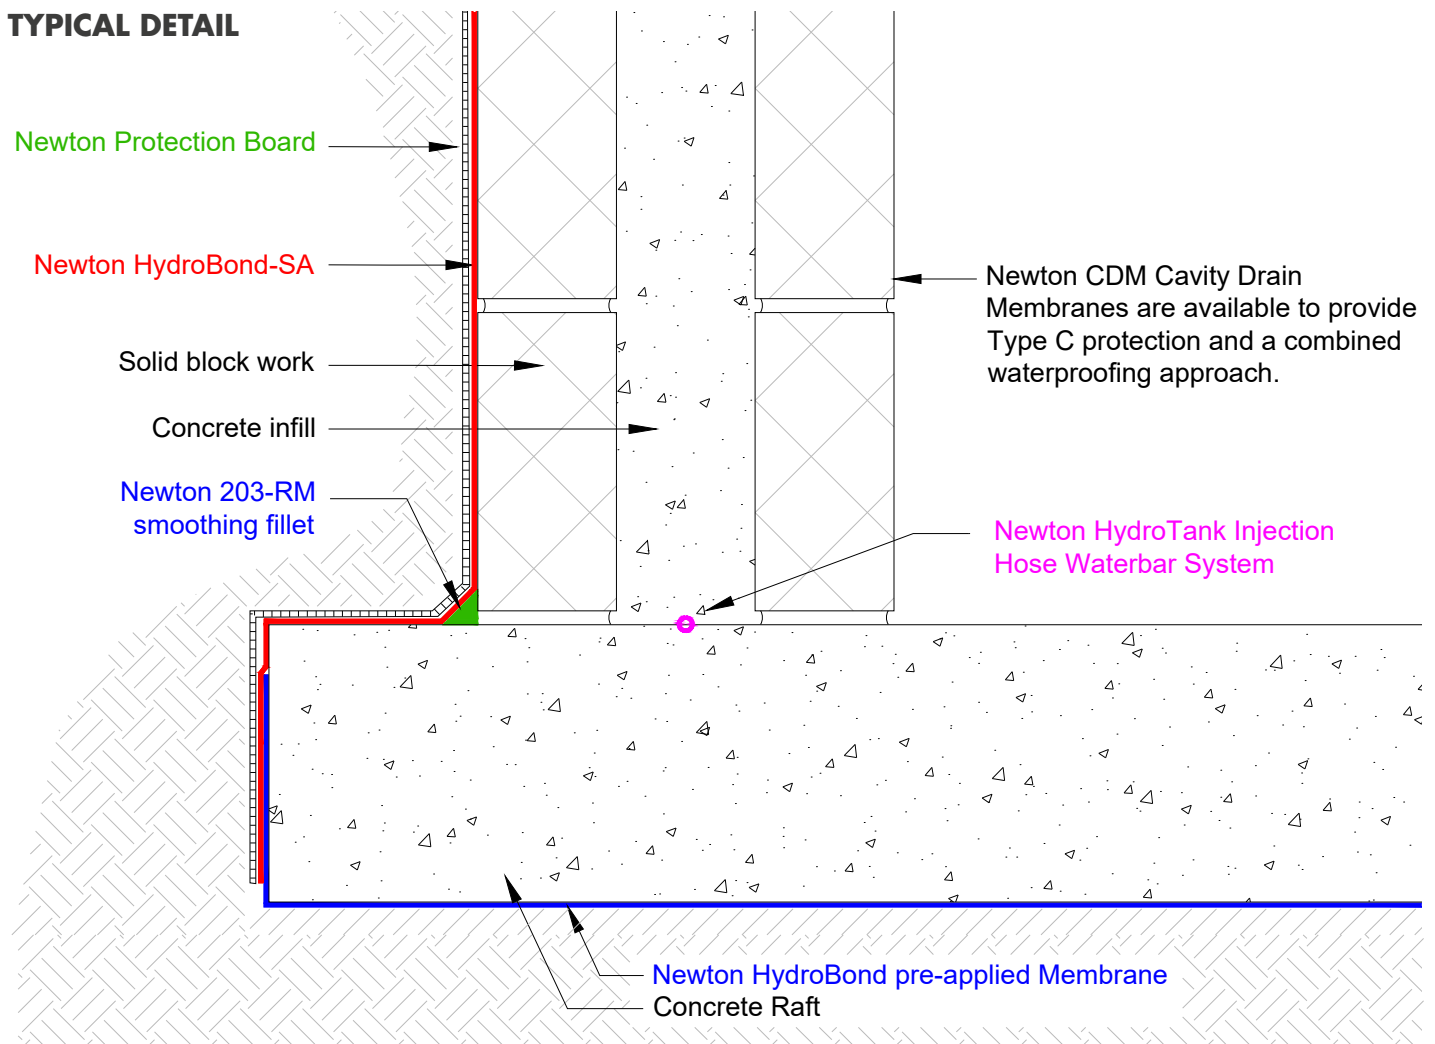 TYPICAL DETAIL
Newton Protection Board
Newton HydroBond-SA
Solid block work
Concrete infill
Newton 203-RM
smoothing fillet
Newton CDM Cavity Drain
Membranes are available to provide
Type C protection and a combined
waterproofing approach.
Newton HydroTank Injection
Hose Waterbar System
Newton HydroBond pre-applied Membrane
Concrete Raft